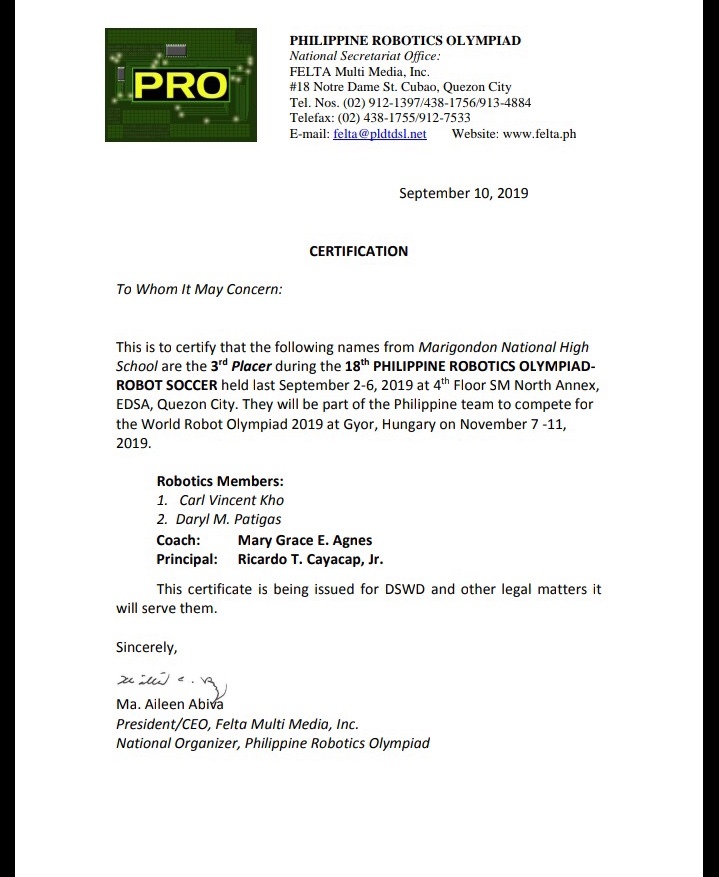 PRO
PHILIPPINE ROBOTICS OLYMPIAD
National Secretariat Office:
FELTA Multi Media, Inc.
#18 Notre Dame St. Cubao, Quezon City
Tel. Nos. (02) 912-1397/438-1756/913-4884
Telefax: (02) 438-1755/912-7533
E-mail: felta@pldtdsl.net Website: www.felta.ph
September 10, 2019
CERTIFICATION
To Whom It May Concern:
This is to certify that the following names from Marigondon National High
School are the 3rd Placer during the 18th PHILIPPINE ROBOTICS OLYMPIAD-
ROBOT SOCCER held last September 2-6, 2019 at 4th Floor SM North Annex,
EDSA, Quezon City. They will be part of the Philippine team to compete for
the World Robot Olympiad 2019 at Gyor, Hungary on November 7 -11,
2019.
Robotics Members:
1. Carl Vincent Kho
2. Daryl M. Patigas
Coach: Mary Grace E. Agnes
Principal: Ricardo T. Cayacap, Jr.
This certificate is being issued for DSWD and other legal matters it
will serve them.
Sincerely,
Ma. Aileen Abiva
President/CEO, Felta Multi Media, Inc.
National Organizer, Philippine Robotics Olympiad